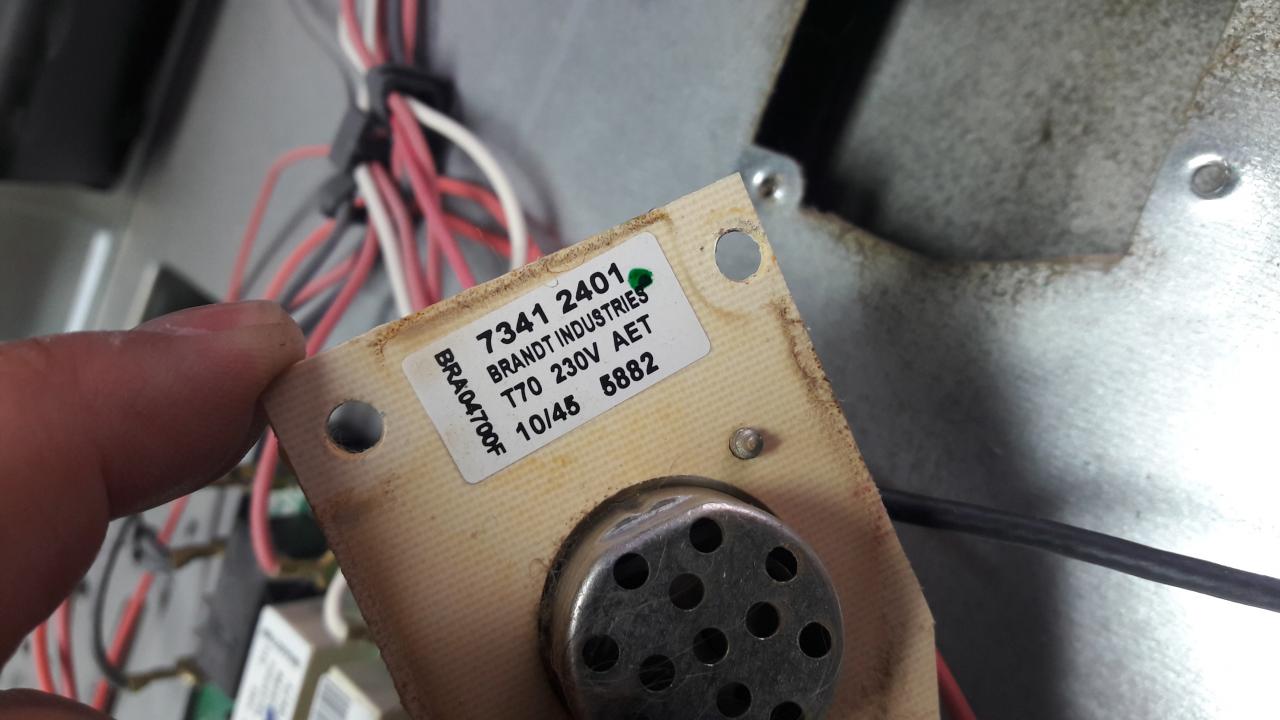 7341 2401
BRANDT INDUSTRIES
T70 230V AET
10/45 5882
BRA04700F